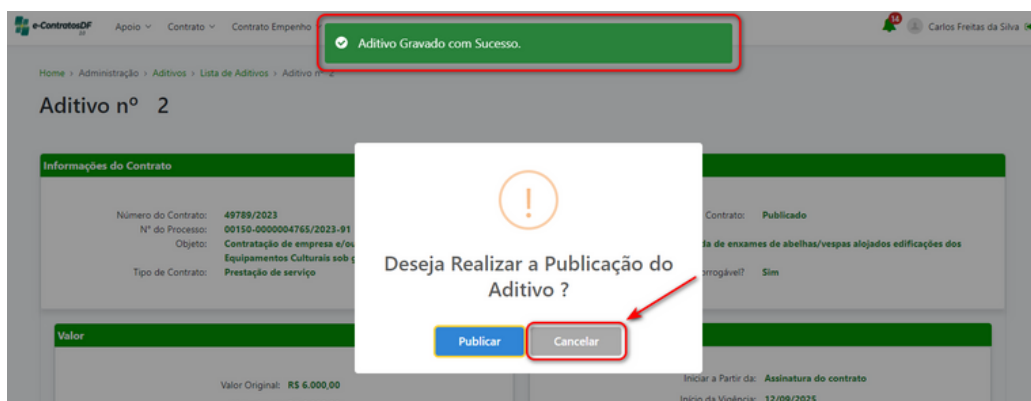 e-ContratosDF
Apoio
Contrato
Contrato Empenho
Aditivo Gravado com Sucesso.
14
Carlos Freitas da Silva
Home › Administração › Aditivos › Lista de Aditivos › Aditivo nº 2
Aditivo nº 2
Informações do Contrato
Número do Contrato: 49789/2023
Nº do Processo: 00150-0000004765/2023-91
Objeto: Contratação de empresa e/ou
Equipamentos Culturais sob
Tipo de Contrato: Prestação de serviço
Contrato: Publicado
de enxames de abelhas/vespas alojados edificações dos
Sim
!
Deseja Realizar a Publicação do
Aditivo ?
Publicar
Cancelar
Valor
Valor Original: R$ 6.000,00
Iniciar a Partir da: Assinatura do contrato
Início da Vigência: 12/09/2025